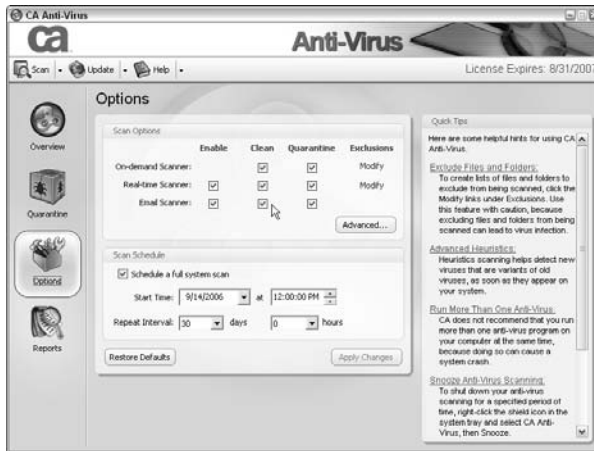 CA Anti-Virus
ca
Anti-Virus
Scan Update Help
License Expires: 8/31/2007
Overview
Quarantine
Options
Reports
Options
Scan Options
Enable Clean Quarantine Exclusions
On-demand Scanner: Modify
Real-time Scanner: Modify
Email Scanner:
Advanced...
Scan Schedule
Schedule a full system scan
Start Time: 9/14/2006 at 12:00:00 PM
Repeat Interval: 30 days 0 hours
Restore Defaults
Apply Changes
Quick Tips
Here are some helpful hints for using CA
Anti-Virus.
Exclude Files and Folders:
To create lists of files and folders to
exclude from being scanned, click the
Modify links under Exclusions. Use
this feature with caution, because
excluding files and folders from being
scanned can lead to virus infection.
Advanced Heuristics:
Heuristics scanning helps detect new
viruses that are variants of old
viruses, as soon as they appear on
your system.
Run More Than One Anti-Virus:
CA does not recommend that you run
more than one anti-virus program on
your computer at the same time,
because doing so can cause a
system crash.
Snooze Anti-Virus Scanning:
To shut down your anti-virus
scanning for a specified period of
time, right-click the shield icon in the
system tray and select CA Anti-
Virus, then Snooze.